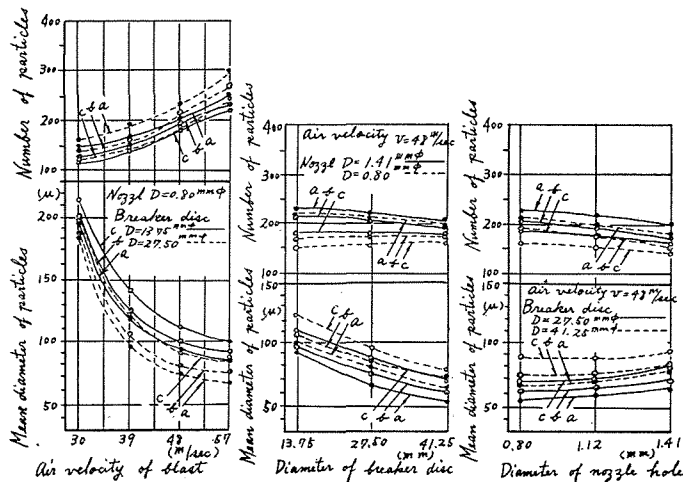 Number of particles
400
300
200
100
c b a
a
b
c
Mean diameter of particles
(μ)
200
150
100
50
Nozzl D=0.80 mmφ
Breaker disc
D=13.75 mmφ
D=27.50 mmφ
c
b
a
c b a
30 39 48 57
(m/sec)
Air velocity of blast
Number of particles
400
300
200
100
Air velocity v=48 m/sec
Nozzl D=1.41 mmφ
D=0.80 mmφ
a b c
a b c
Mean diameter of particles
150
(μ)
100
50
c b a
c b a
13.75 27.50 41.25
(mm)
Diameter of breaker disc
Number of particles
400
300
200
100
a b c
a b c
Mean diameter of particles
150
(μ)
100
50
Air velocity v=48 m/sec
Breaker disc
D=27.50 mmφ
D=41.25 mmφ
c b a
c b a
0.80 1.12 1.41
(mm)
Diameter of nozzle hole